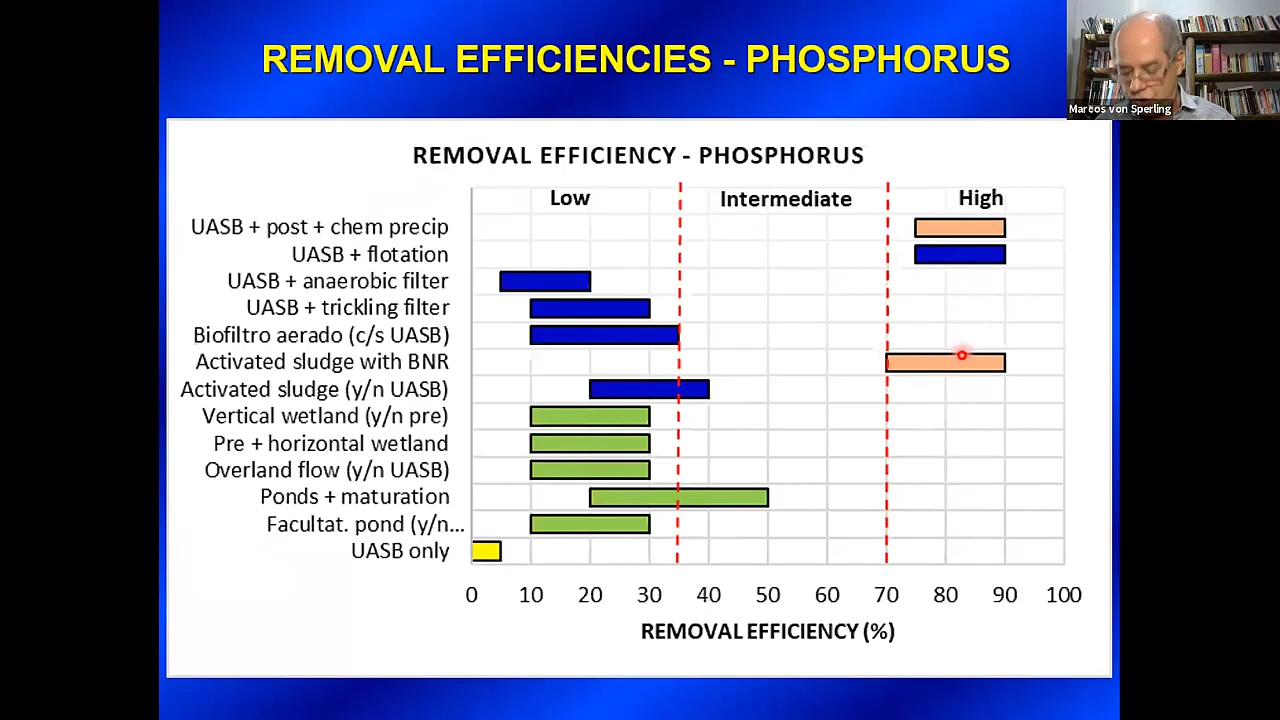 REMOVAL EFFICIENCIES - PHOSPHORUS
Marcos von Sperling
REMOVAL EFFICIENCY - PHOSPHORUS
Low Intermediate High
UASB + post + chem precip
UASB + flotation
UASB + anaerobic filter
UASB + trickling filter
Biofiltro aerado (c/s UASB)
Activated sludge with BNR
Activated sludge (y/n UASB)
Vertical wetland (y/n pre)
Pre + horizontal wetland
Overland flow (y/n UASB)
Ponds + maturation
Facultat. pond (y/n...
UASB only
0 10 20 30 40 50 60 70 80 90 100
REMOVAL EFFICIENCY (%)